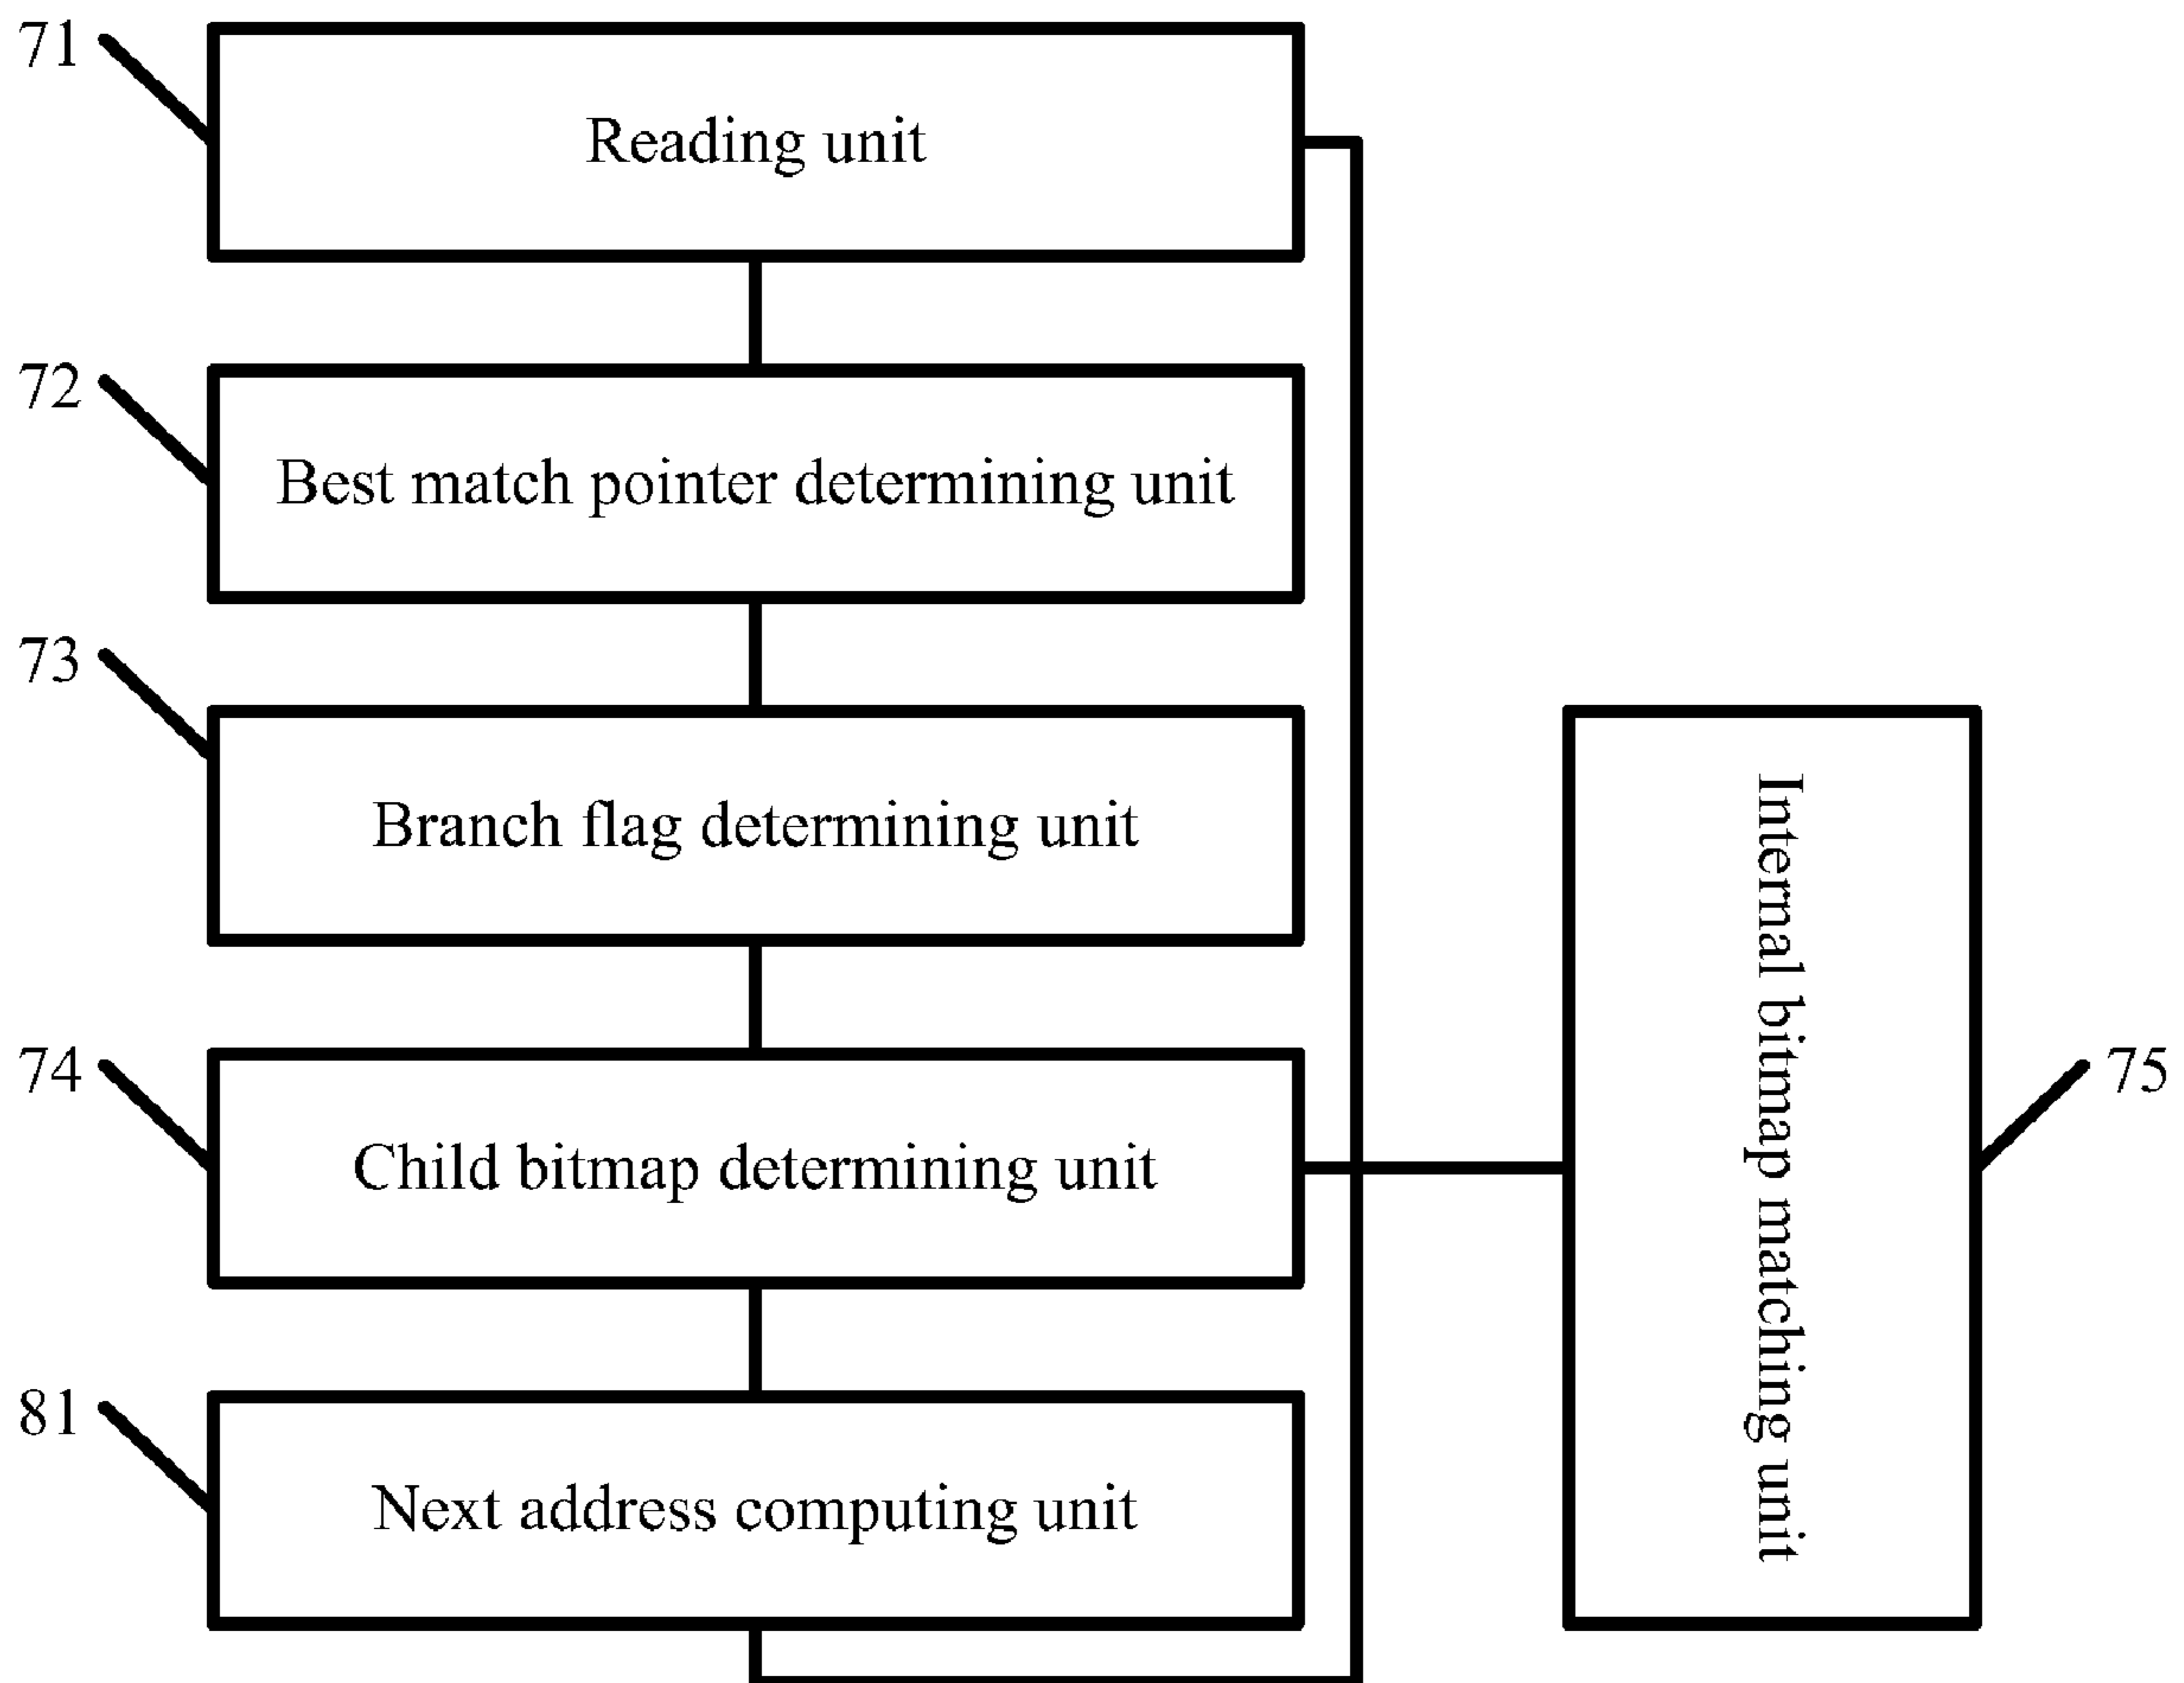 71
Reading unit
72
Best match pointer determining unit
73
Branch flag determining unit
74
Child bitmap determining unit
Internal bitmap matching unit
75
81
Next address computing unit